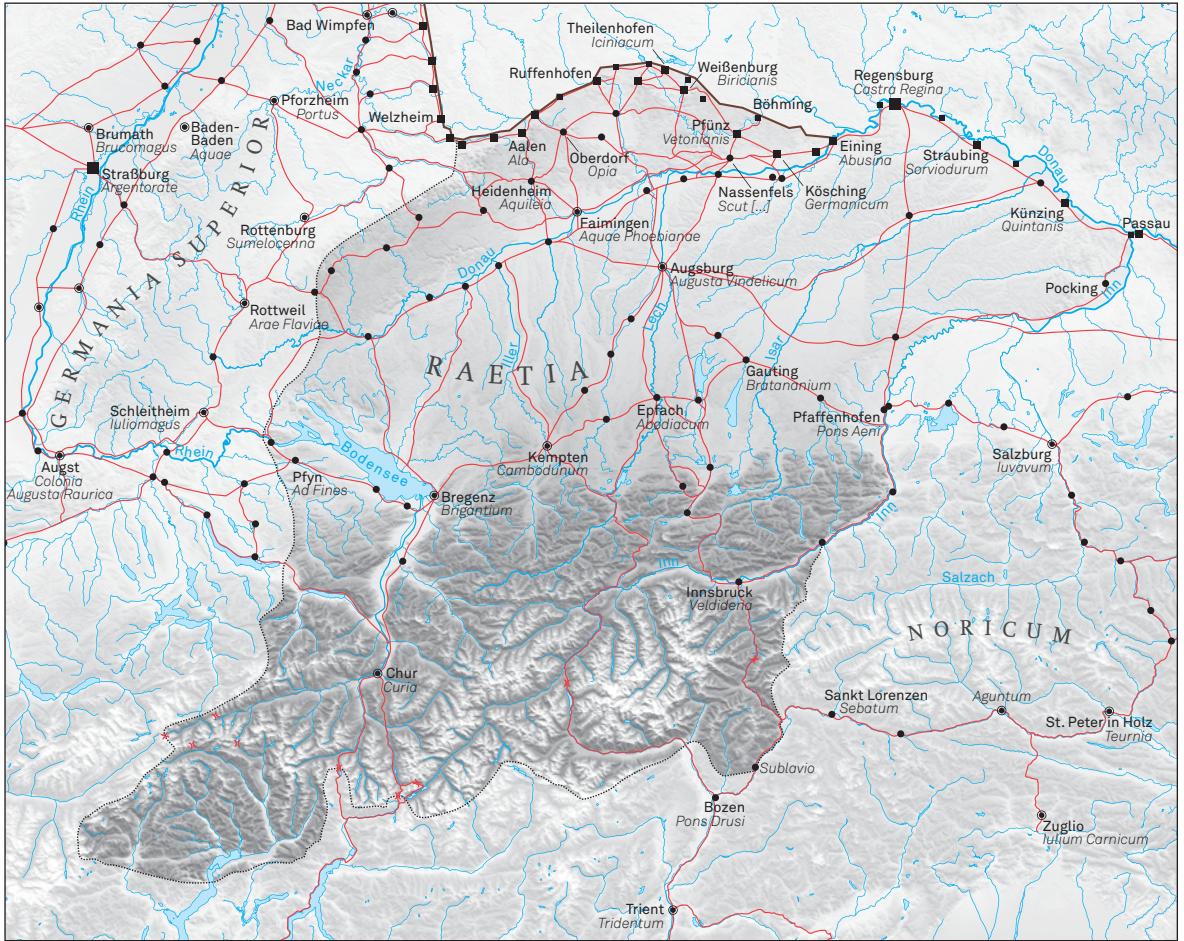 Bad Wimpfen
Theilenhofen
Iciniacum
Ruffenhofen
Weißenburg
Biricianis
Regensburg
Castra Regina
Neckar
Pforzheim
Portus
Welzheim
Böhming
Brumath
Brucomagus
Baden-
Baden
Aquae
Pfünz
Vetonianis
Aalen
Ala
Oberdorf
Opia
Eining
Abusina
Straubing
Sorviodurum
Donau
Straßburg
Argentorate
Rhein
Heidenheim
Aquileia
Nassenfels
Scut [...]
Kösching
Germanicum
Künzing
Quintanis
Passau
Rottenburg
Sumelocenna
Faimingen
Aquae Phoebianae
Donau
Augsburg
Augusta Vindelicum
Pocking
Inn
GERMANIA SUPERIOR
Rottweil
Arae Flaviae
Lech
Isar
Iller
RAETIA
Gauting
Bratananium
Schleitheim
Iuliomagus
Epfach
Abodiacum
Pfaffenhofen
Pons Aeni
Rhein
Bodensee
Kempten
Cambodunum
Salzburg
Iuvavum
Augst
Colonia
Augusta Raurica
Pfyn
Ad Fines
Bregenz
Brigantium
Inn
Inn
Innsbruck
Veldidena
Salzach
NORICUM
Chur
Curia
Sankt Lorenzen
Sebatum
Aguntum
St. Peter in Holz
Teurnia
Sublavio
Bozen
Pons Drusi
Zuglio
Iulium Carnicum
Trient
Tridentum